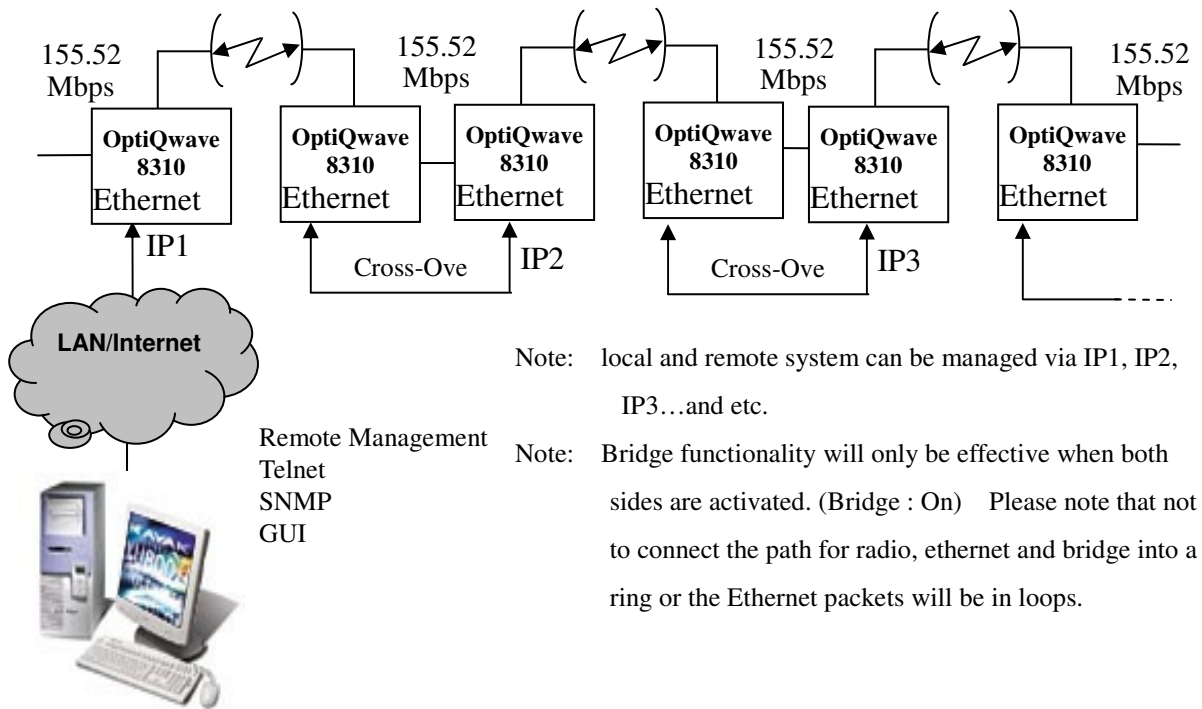 155.52
Mbps
155.52
Mbps
155.52
Mbps
155.52
Mbps
OptiQwave
8310
Ethernet
OptiQwave
8310
Ethernet
OptiQwave
8310
Ethernet
OptiQwave
8310
Ethernet
OptiQwave
8310
Ethernet
OptiQwave
8310
Ethernet
IP1
Cross-Ove
IP2
Cross-Ove
IP3
LAN/Internet
Remote Management
Telnet
SNMP
GUI
Note: local and remote system can be managed via IP1, IP2,
IP3…and etc.
Note: Bridge functionality will only be effective when both
sides are activated. (Bridge : On) Please note that not
to connect the path for radio, ethernet and bridge into a
ring or the Ethernet packets will be in loops.